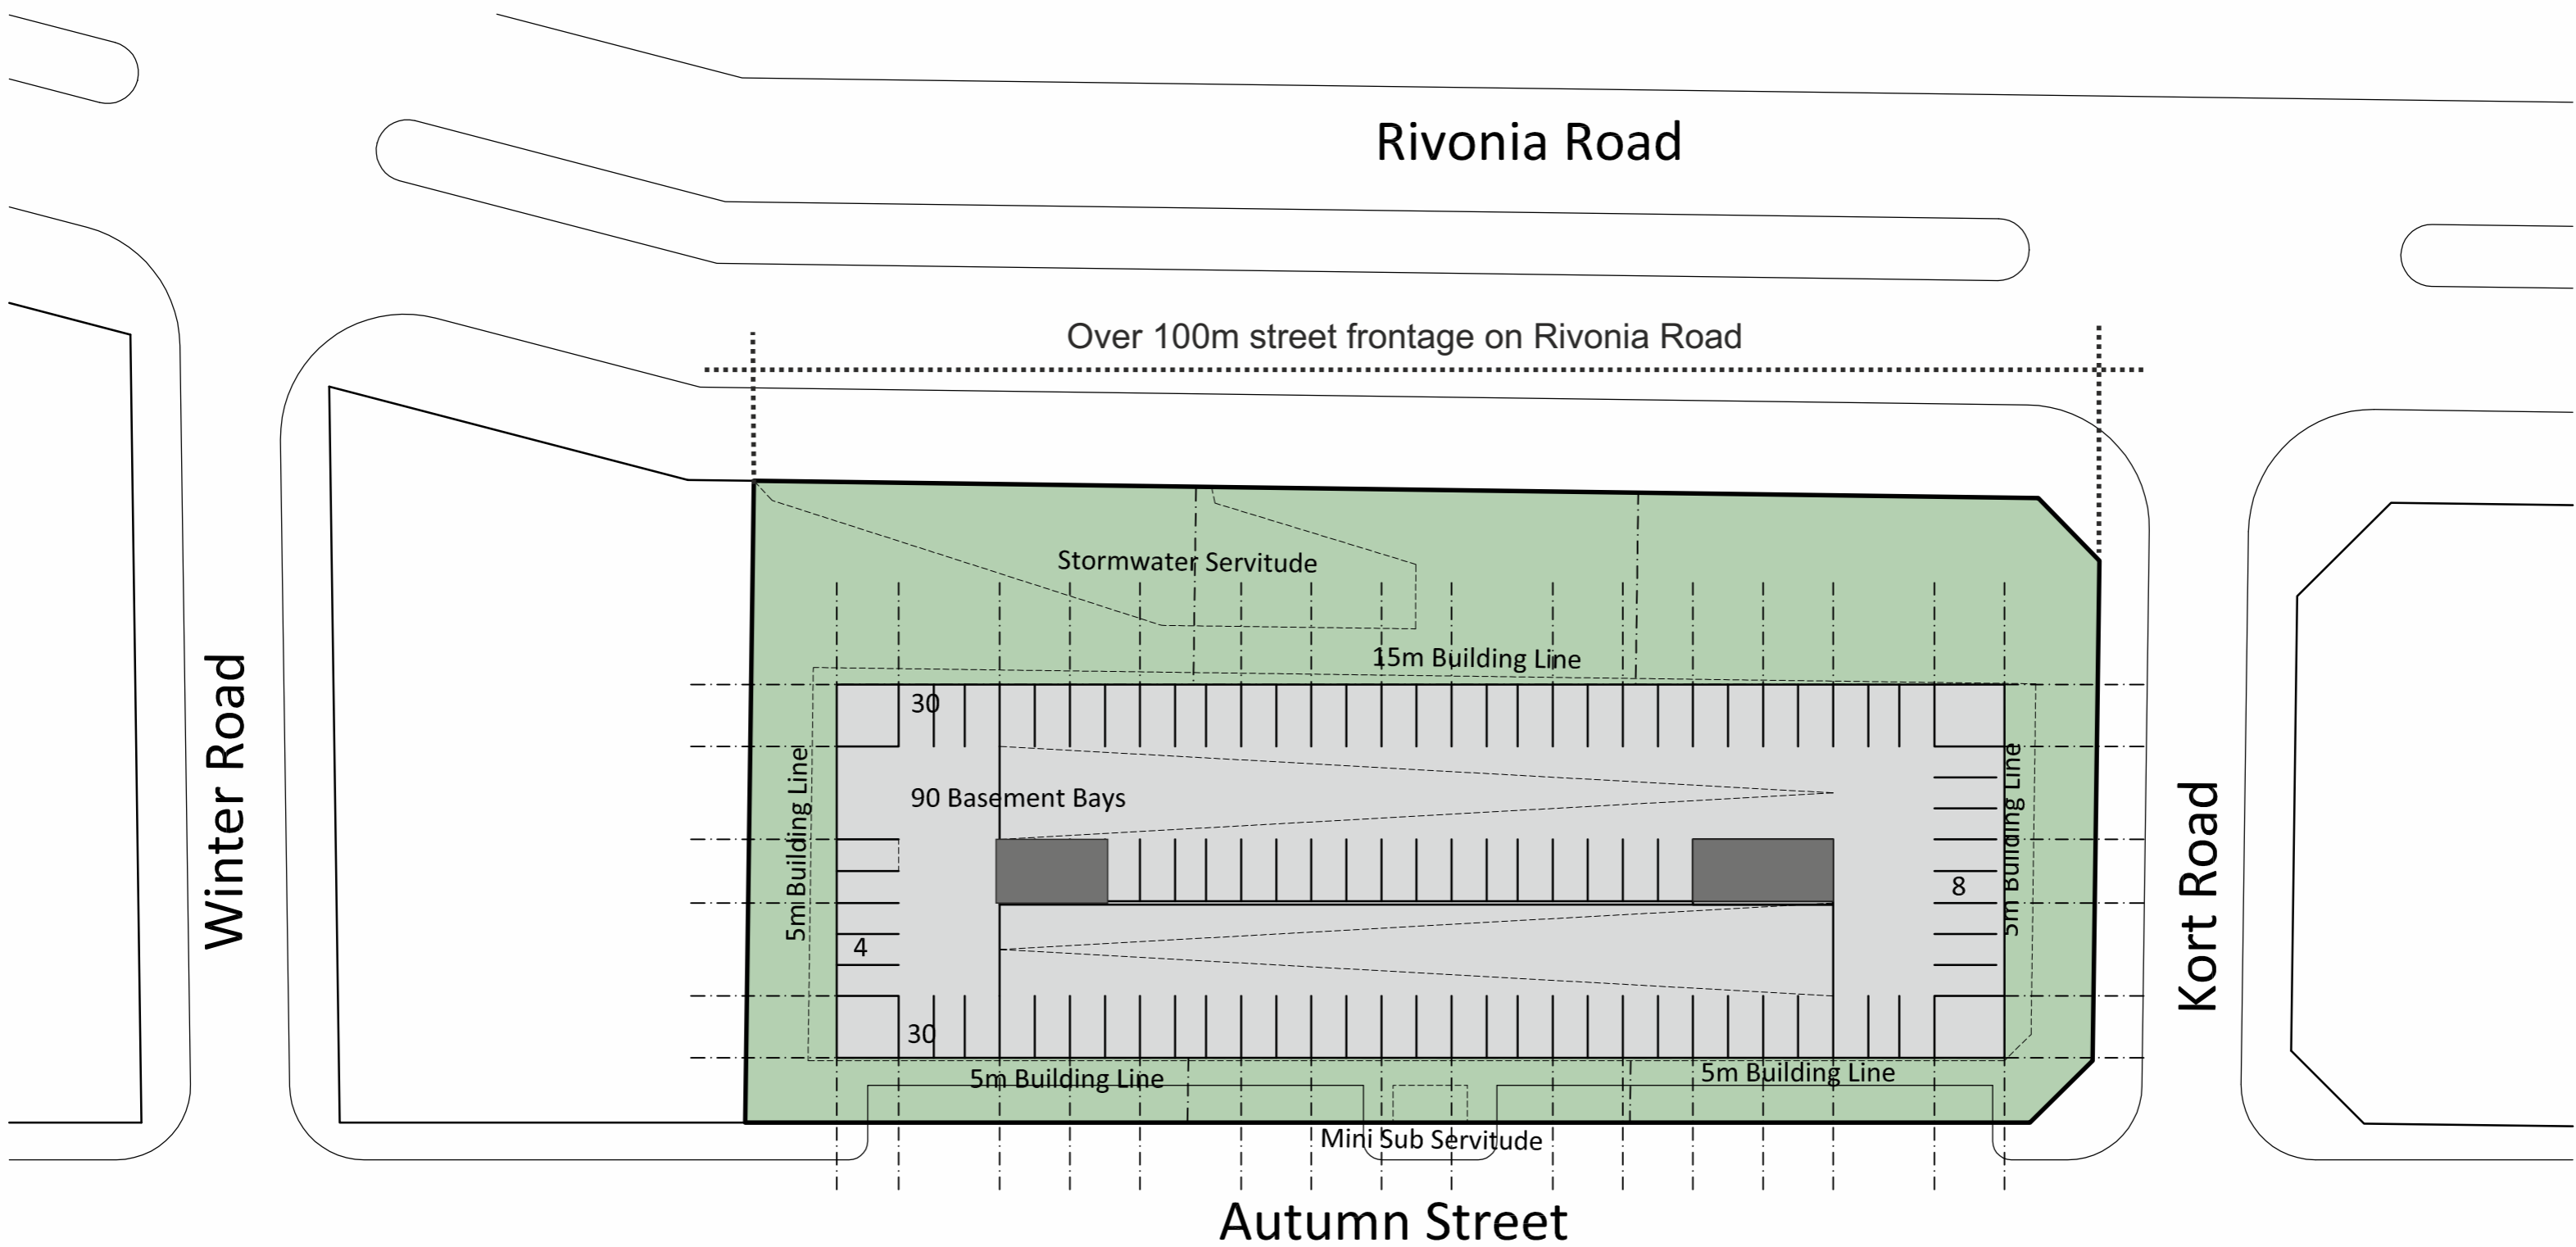 Rivonia Road
Over 100m street frontage on Rivonia Road
Stormwater Servitude
15m Building Line
30
Winter Road
5m Building Line
90 Basement Bays
5m Building Line
8
Kort Road
4
30
5m Building Line
5m Building Line
Mini Sub Servitude
Autumn Street